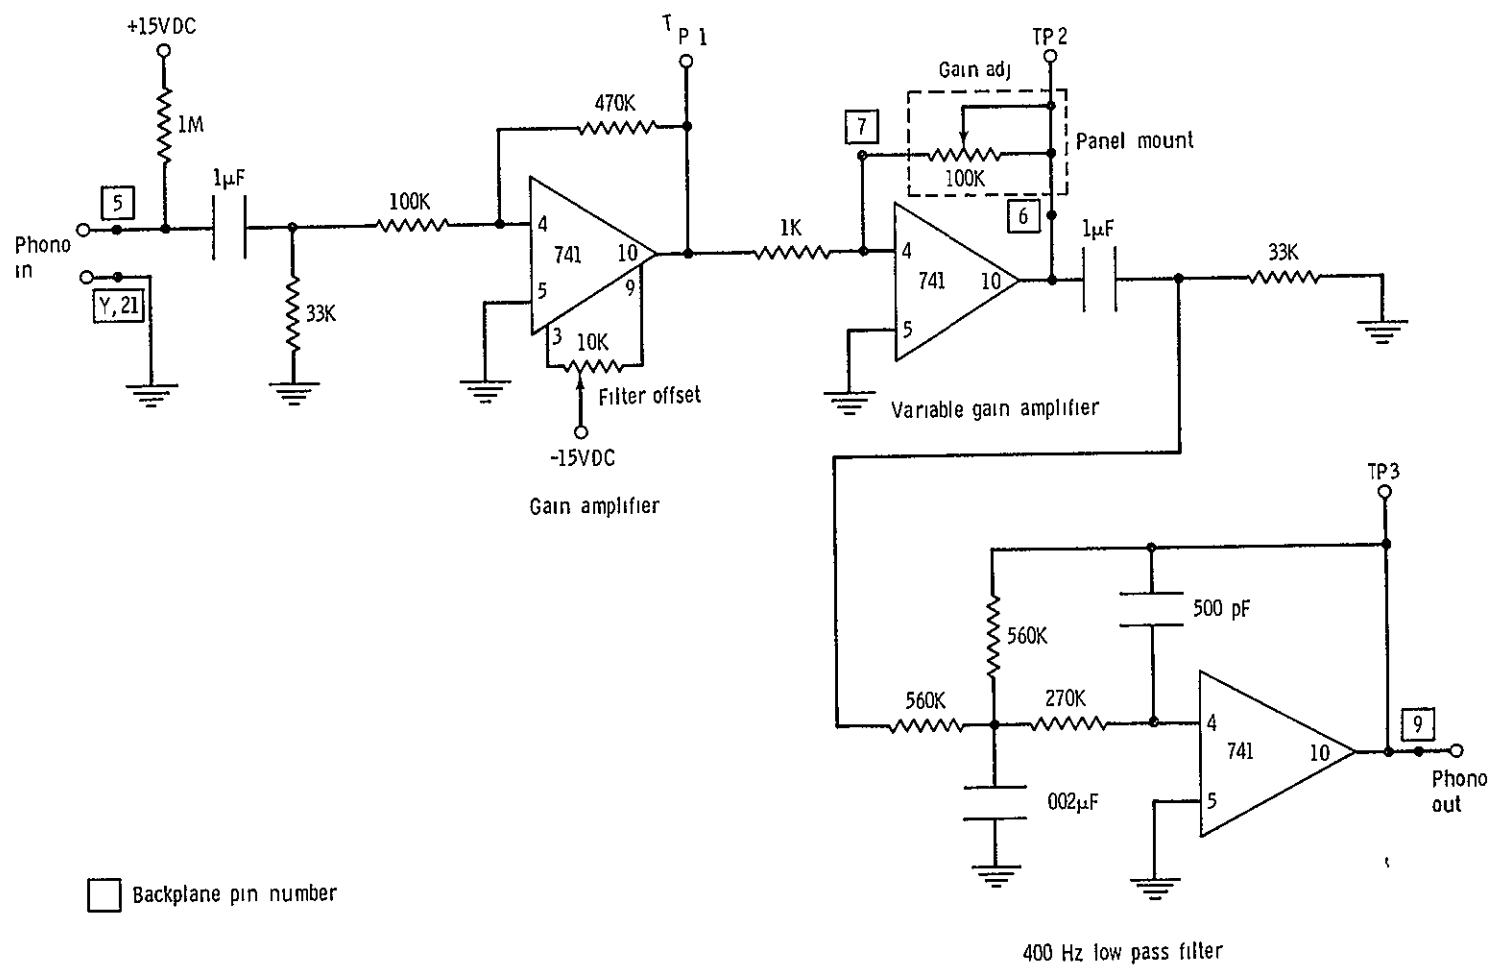 +15VDC
1M
5
Phono
in
Y, 21
1µF
33K
100K
470K
TP 1
4
741
10
5
9
3
10K
Filter offset
-15VDC
Gain amplifier
1K
7
Gain adj
TP2
100K
Panel mount
6
4
741
10
5
Variable gain amplifier
1µF
33K
TP3
560K
500 pF
560K
270K
002µF
4
741
10
5
9
Phono
out
Backplane pin number
400 Hz low pass filter